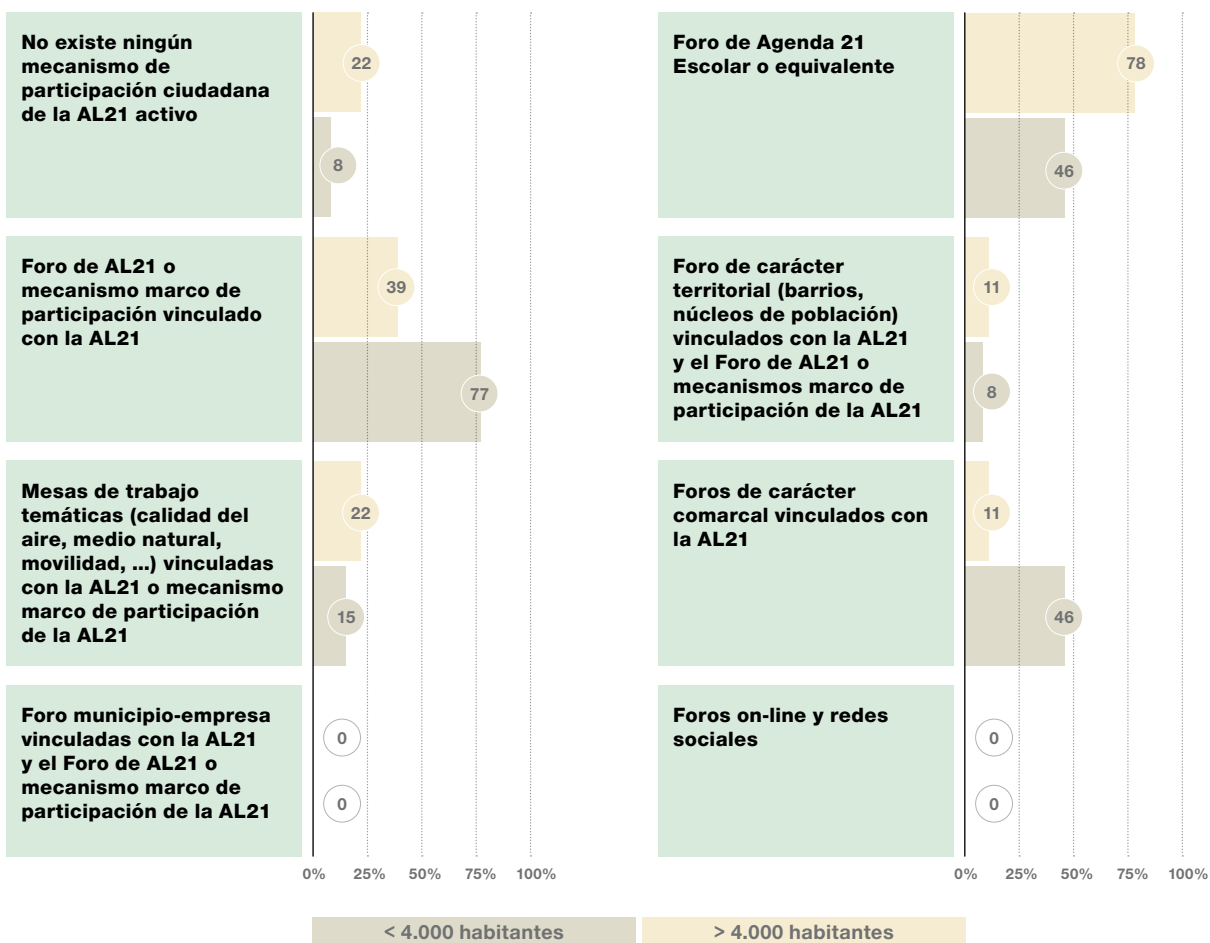 No existe ningún
mecanismo de
participación ciudadana
de la AL21 activo
22
8
Foro de AL21 o
mecanismo marco de
participación vinculado
con la AL21
39
77
Mesas de trabajo
temáticas (calidad del
aire, medio natural,
movilidad, ...) vinculadas
con la AL21 o mecanismo
marco de participación
de la AL21
22
15
Foro municipio-empresa
vinculadas con la AL21
y el Foro de AL21 o
mecanismo marco de
participación de la AL21
0
0
0% 25% 50% 75% 100%
Foro de Agenda 21
Escolar o equivalente
78
46
Foro de carácter
territorial (barrios,
núcleos de población)
vinculados con la AL21
y el Foro de AL21 o
mecanismos marco de
participación de la AL21
11
8
Foros de carácter
comarcal vinculados con
la AL21
11
46
Foros on-line y redes
sociales
0
0
0% 25% 50% 75% 100%
< 4.000 habitantes > 4.000 habitantes